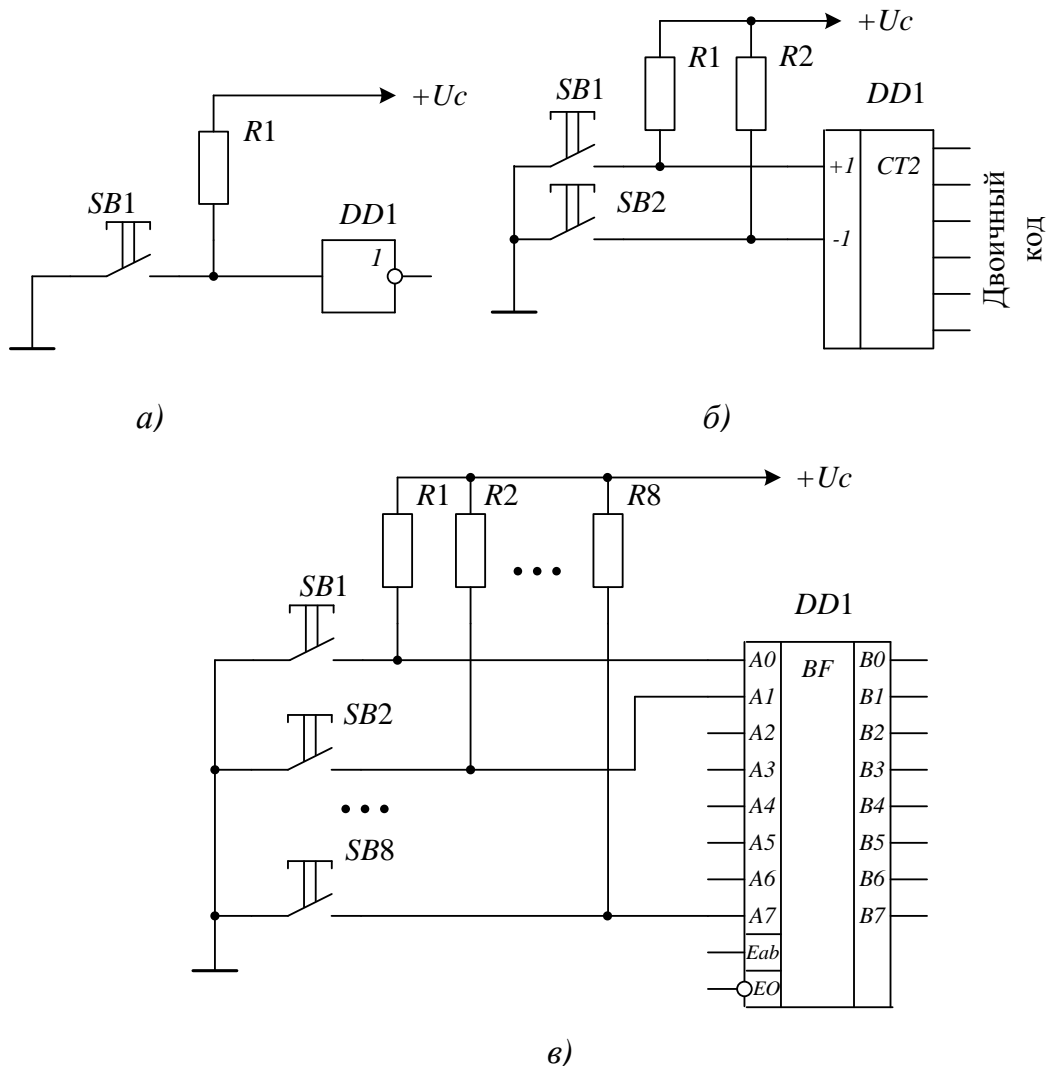 +Uc
R1
SB1
DD1
1
а)
+Uc
R1
R2
SB1
DD1
+1
CT2
SB2
-1
Двоичный
код
б)
+Uc
R1
R2
R8
SB1
DD1
A0
BF
B0
A1
B1
SB2
A2
B2
A3
B3
A4
B4
SB8
A5
B5
A6
B6
A7
B7
Eab
EO
в)